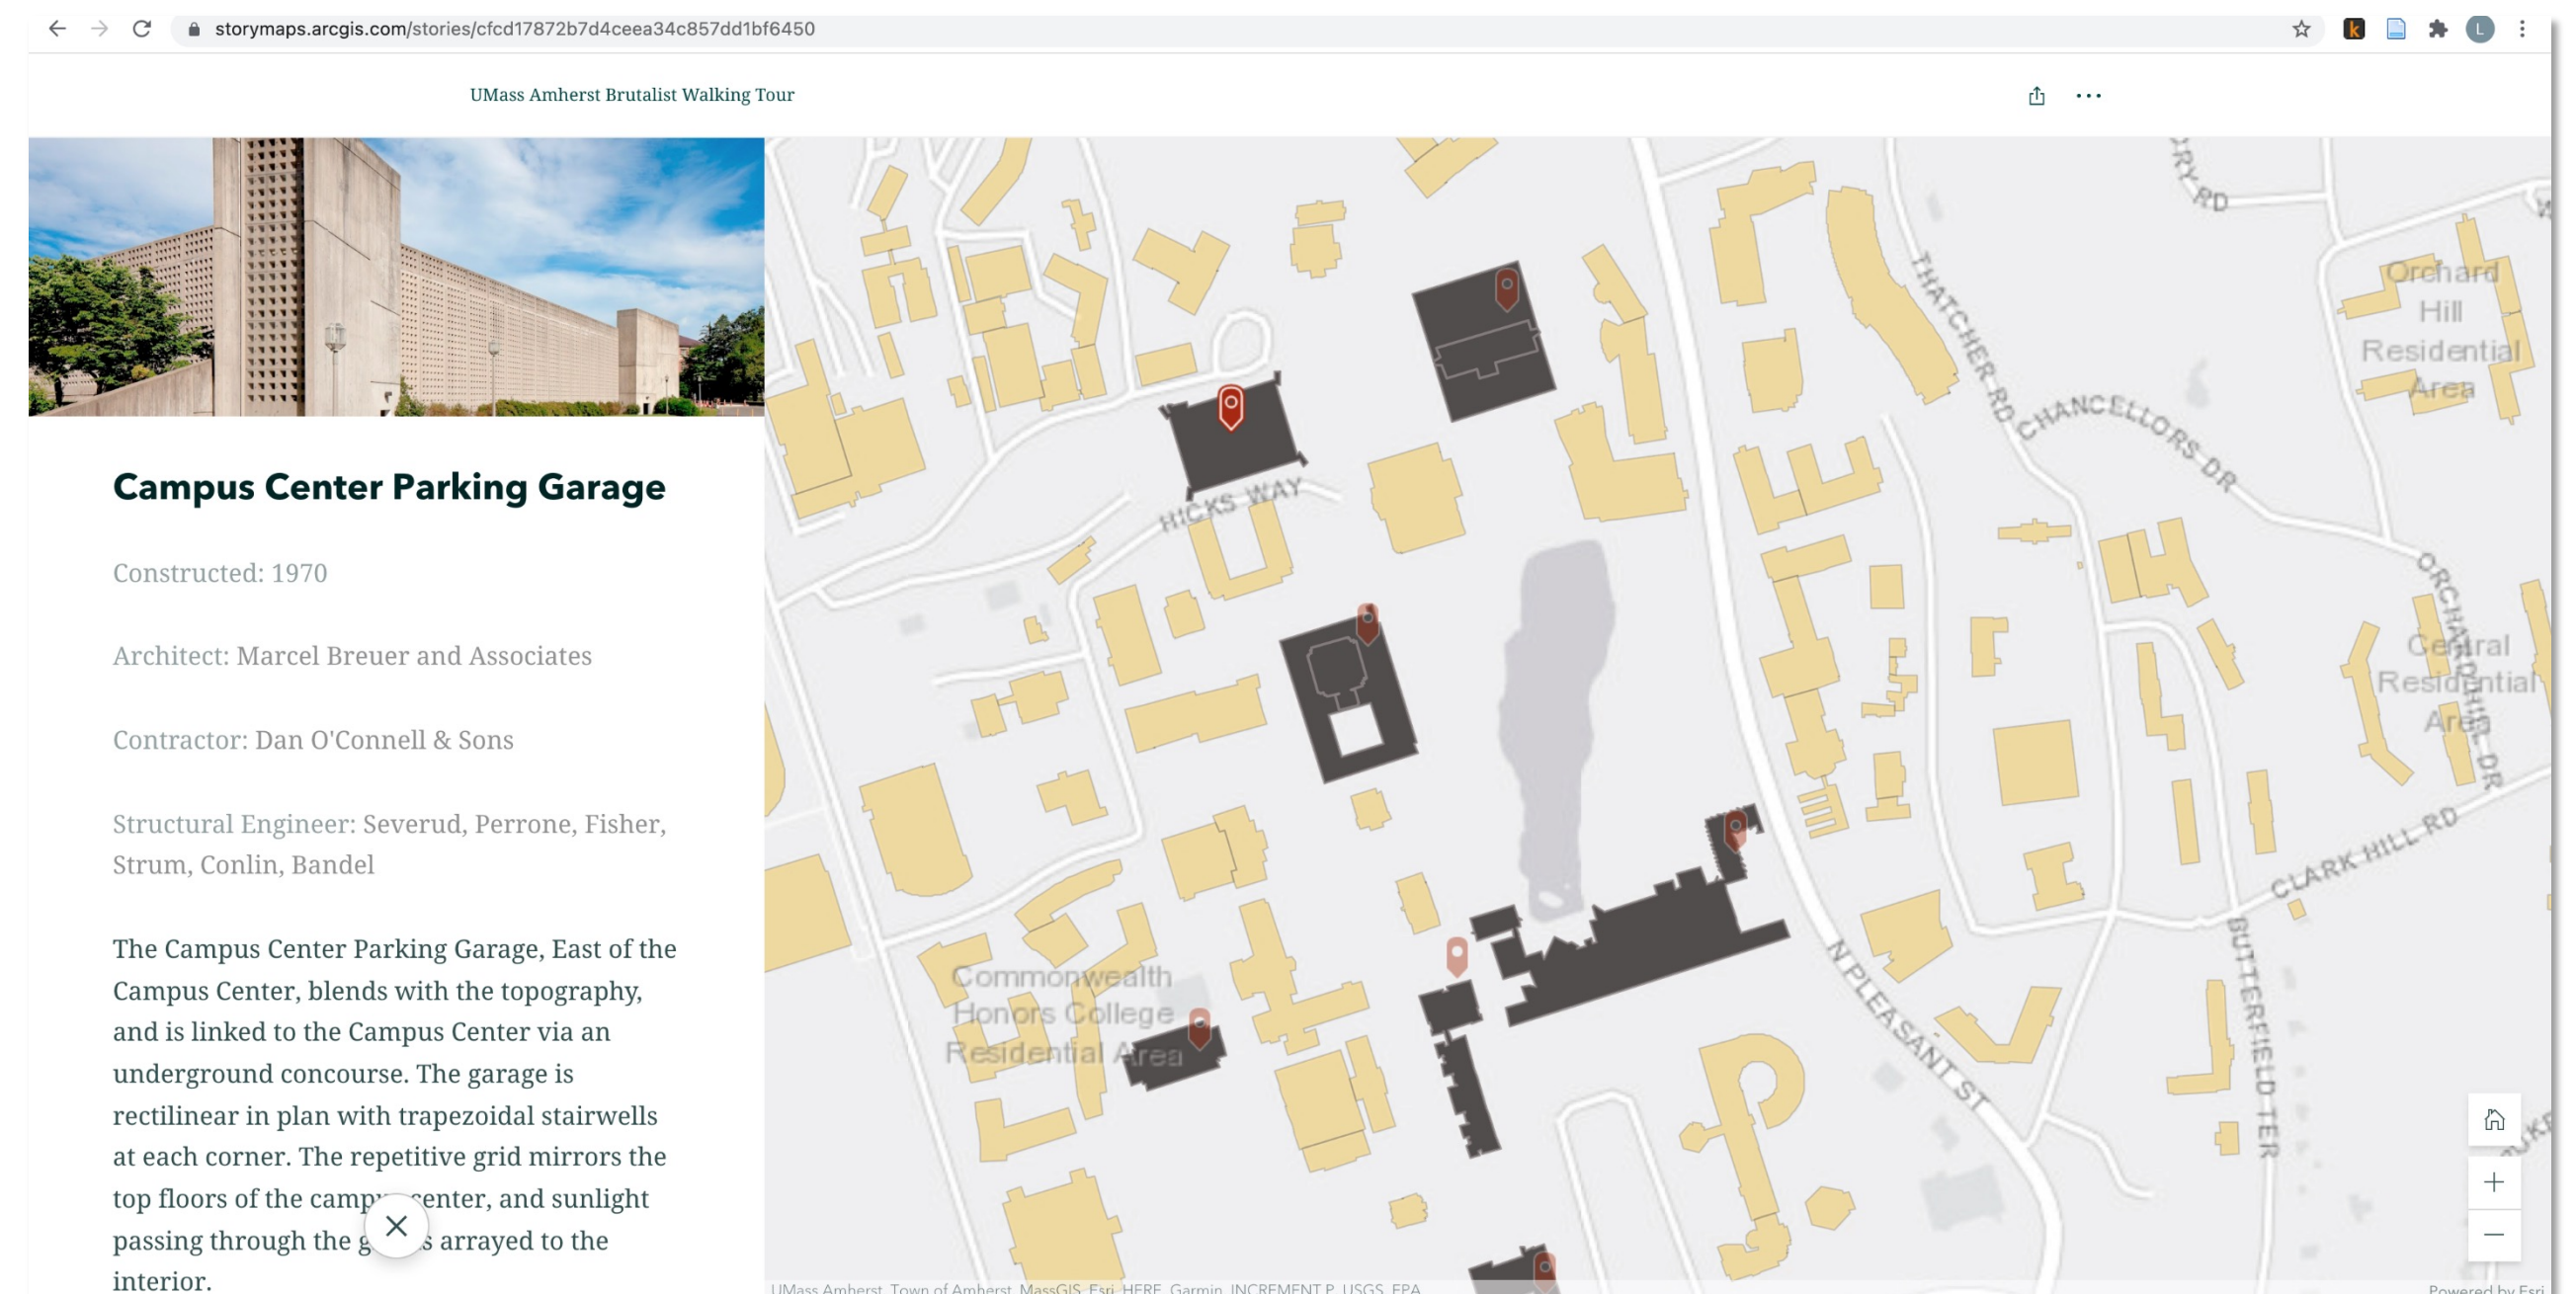 storymaps.arcgis.com/stories/cfcd17872b7d4ceea34c857dd1bf6450
k
L
UMass Amherst Brutalist Walking Tour
Campus Center Parking Garage
Constructed: 1970
Architect: Marcel Breuer and Associates
Contractor: Dan O'Connell & Sons
Structural Engineer: Severud, Perrone, Fisher,
Strum, Conlin, Bandel
The Campus Center Parking Garage, East of the
Campus Center, blends with the topography,
and is linked to the Campus Center via an
underground concourse. The garage is
rectilinear in plan with trapezoidal stairwells
at each corner. The repetitive grid mirrors the
top floors of the campus center, and sunlight
passing through the arrayed to the
interior.
RY RD
THATCHER RD
CHANCELLORS DR
Orchard
Hill
Residential
Area
HICKS WAY
ORCHARD HILL DR
Central
Residential
Area
CLARK HILL RD
BUTTERFIELD TER
N PLEASANT ST
Commonwealth
Honors College
Residential Area
UMass Amherst, Town of Amherst, MassGIS, Esri, HERE, Garmin, INCREMENT P, USGS, EPA
Powered by Esri